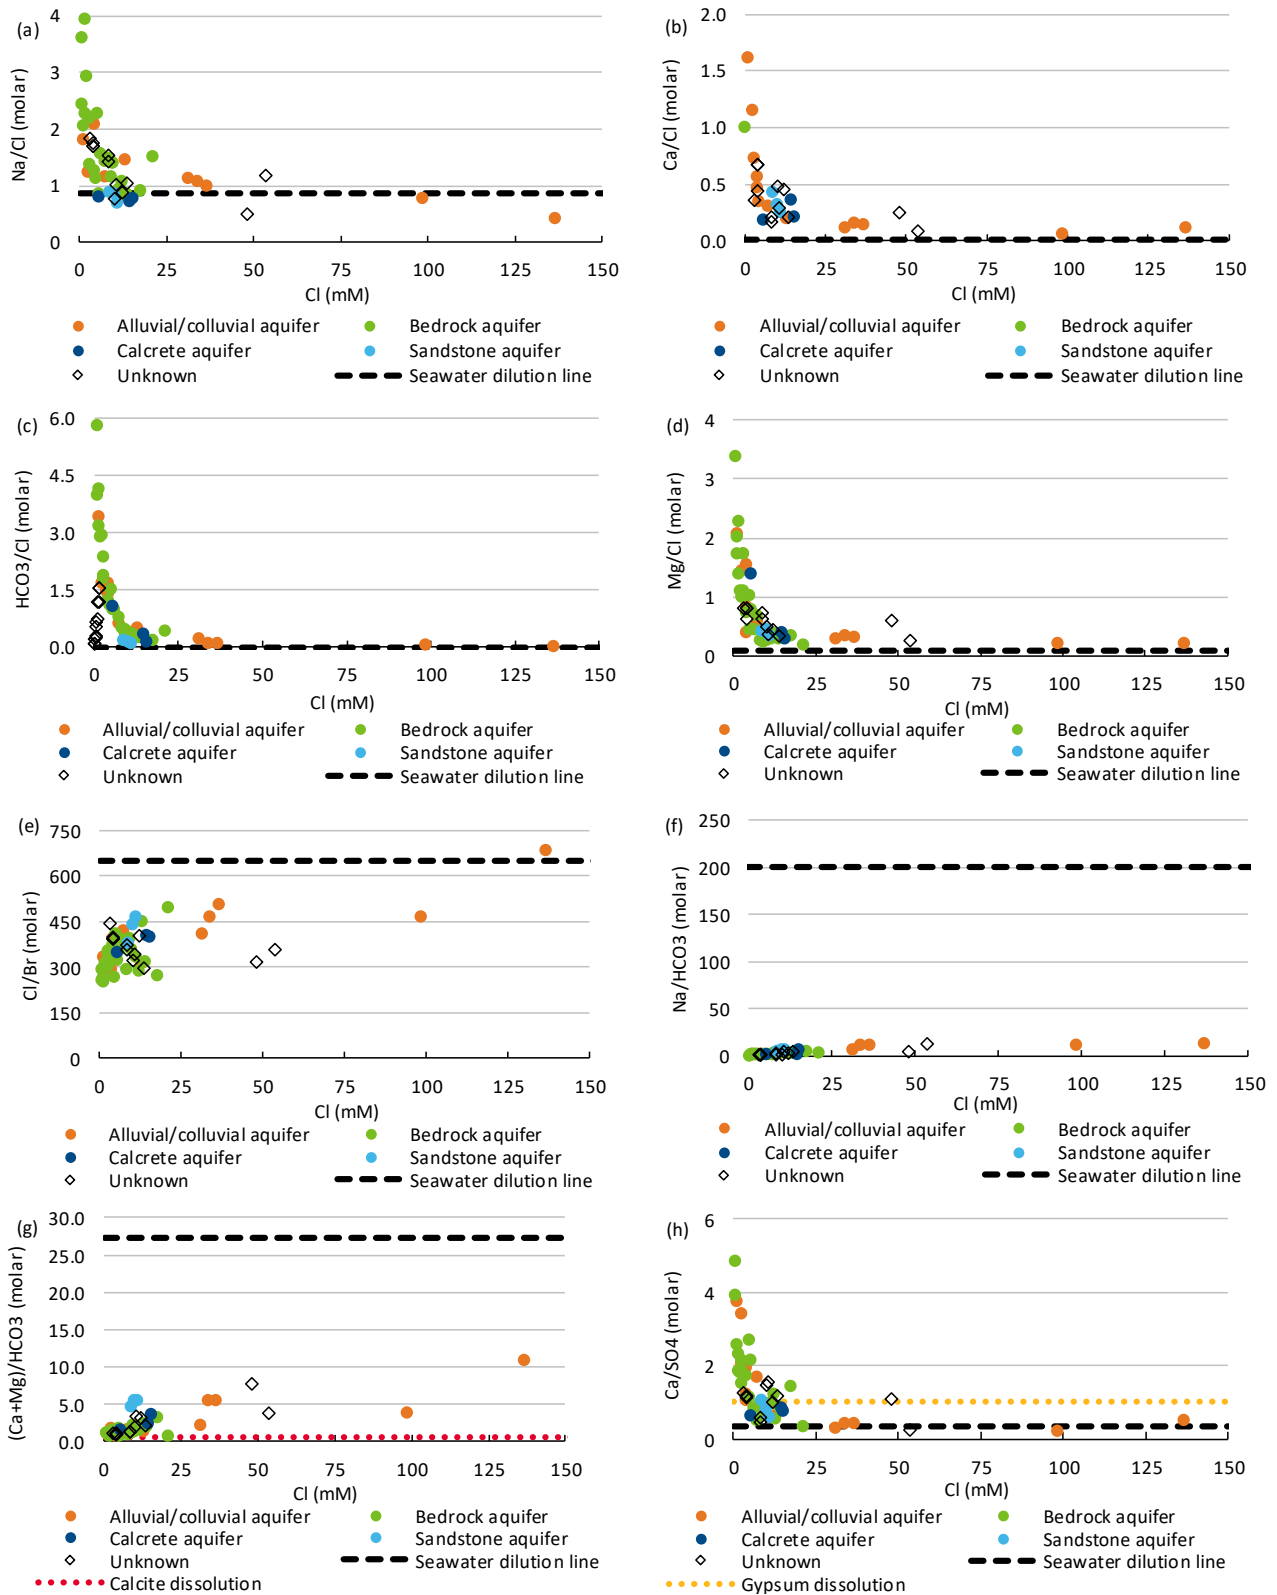 (a)
Na/Cl (molar)
4
3
2
1
0
0 25 50 75 100 125 150
Cl (mM)
Alluvial/colluvial aquifer
Bedrock aquifer
Calcrete aquifer
Sandstone aquifer
Unknown
Seawater dilution line
(b)
Ca/Cl (molar)
2.0
1.5
1.0
0.5
0.0
0 25 50 75 100 125 150
Cl (mM)
Alluvial/colluvial aquifer
Bedrock aquifer
Calcrete aquifer
Sandstone aquifer
Unknown
Seawater dilution line
(c)
HCO3/Cl (molar)
6.0
4.5
3.0
1.5
0.0
0 25 50 75 100 125 150
Cl (mM)
Alluvial/colluvial aquifer
Bedrock aquifer
Calcrete aquifer
Sandstone aquifer
Unknown
Seawater dilution line
(d)
Mg/Cl (molar)
4
3
2
1
0
0 25 50 75 100 125 150
Cl (mM)
Alluvial/colluvial aquifer
Bedrock aquifer
Calcrete aquifer
Sandstone aquifer
Unknown
Seawater dilution line
(e)
Cl/Br (molar)
750
600
450
300
150
0
0 25 50 75 100 125 150
Cl (mM)
Alluvial/colluvial aquifer
Bedrock aquifer
Calcrete aquifer
Sandstone aquifer
Unknown
Seawater dilution line
(f)
Na/HCO3 (molar)
250
200
150
100
50
0
0 25 50 75 100 125 150
Cl (mM)
Alluvial/colluvial aquifer
Bedrock aquifer
Calcrete aquifer
Sandstone aquifer
Unknown
Seawater dilution line
(g)
(Ca+Mg)/HCO3 (molar)
30.0
25.0
20.0
15.0
10.0
5.0
0.0
0 25 50 75 100 125 150
Cl (mM)
Alluvial/colluvial aquifer
Bedrock aquifer
Calcrete aquifer
Sandstone aquifer
Unknown
Seawater dilution line
Calcite dissolution
(h)
Ca/SO4 (molar)
6
4
2
0
0 25 50 75 100 125 150
Cl (mM)
Alluvial/colluvial aquifer
Bedrock aquifer
Calcrete aquifer
Sandstone aquifer
Unknown
Seawater dilution line
Gypsum dissolution